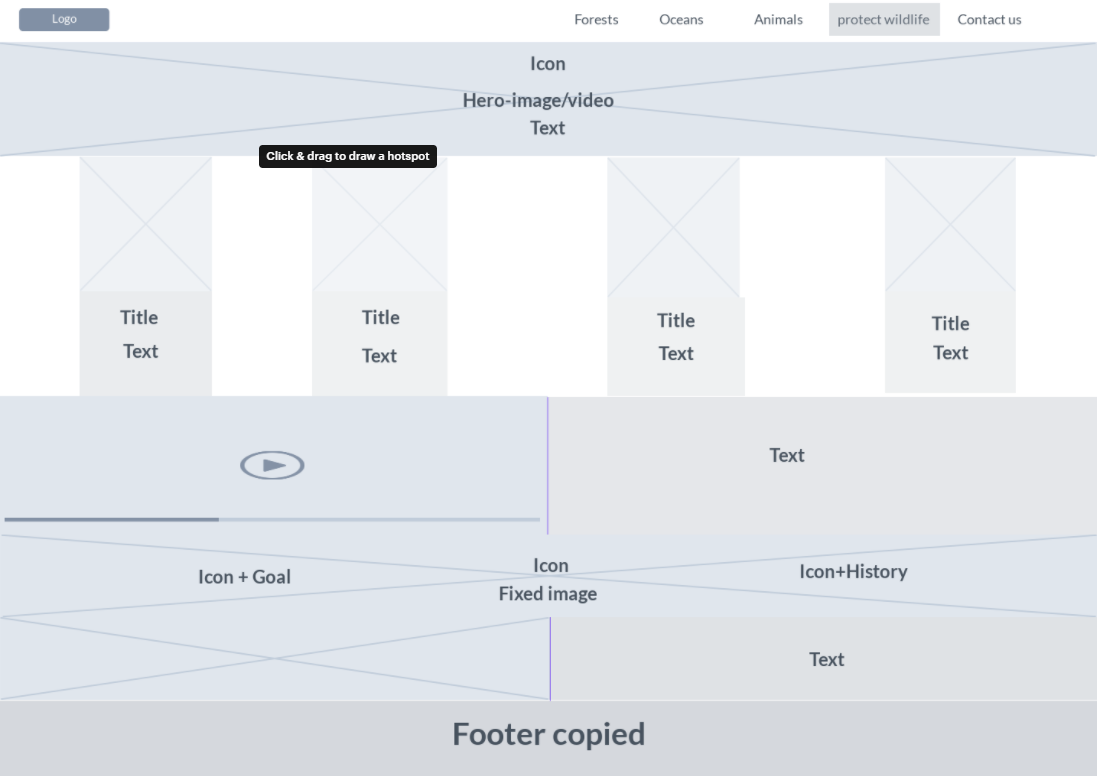 Logo
Forests
Oceans
Animals
protect wildlife
Contact us
Icon
Hero-image/video
Text
Click & drag to draw a hotspot
Title
Text
Title
Text
Title
Text
Title
Text
Text
Icon + Goal
Icon
Fixed image
Icon+History
Text
Footer copied